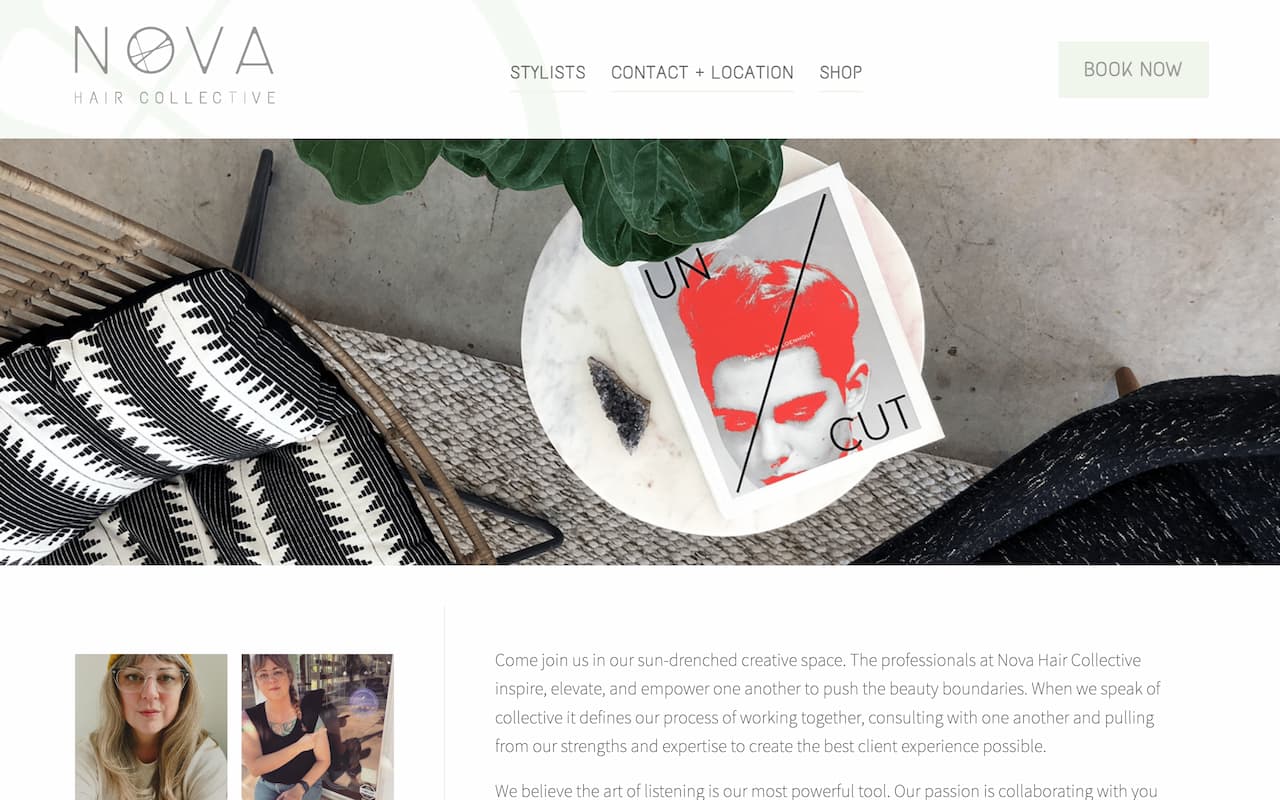 NOVA
HAIR COLLECTIVE
STYLISTS
CONTACT + LOCATION
SHOP
BOOK NOW
UN
CUT
Come join us in our sun-drenched creative space. The professionals at Nova Hair Collective
inspire, elevate, and empower one another to push the beauty boundaries. When we speak of
collective it defines our process of working together, consulting with one another and pulling
from our strengths and expertise to create the best client experience possible.
We believe the art of listening is our most powerful tool. Our passion is collaborating with you